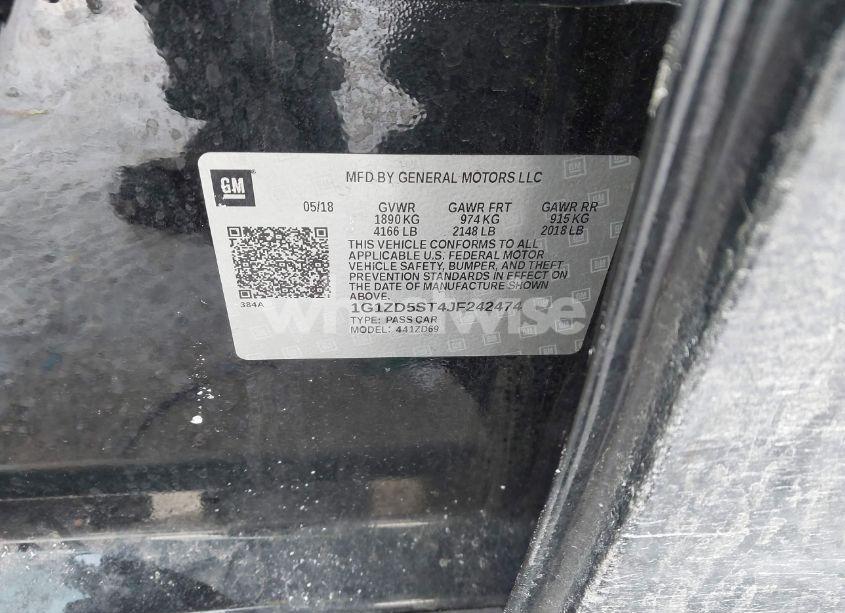 GM
MFD BY GENERAL MOTORS LLC
05/18 GVWR GAWR FRT GAWR RR
1890 KG 974 KG 915 KG
4166 LB 2148 LB 2018 LB
THIS VEHICLE CONFORMS TO ALL
APPLICABLE U.S. FEDERAL MOTOR
VEHICLE SAFETY, BUMPER, AND THEFT
PREVENTION STANDARDS IN EFFECT ON
THE DATE OF MANUFACTURE SHOWN
ABOVE.
384A
1G1ZD5ST4JF242474
TYPE: PASS CAR
MODEL: 441ZD69